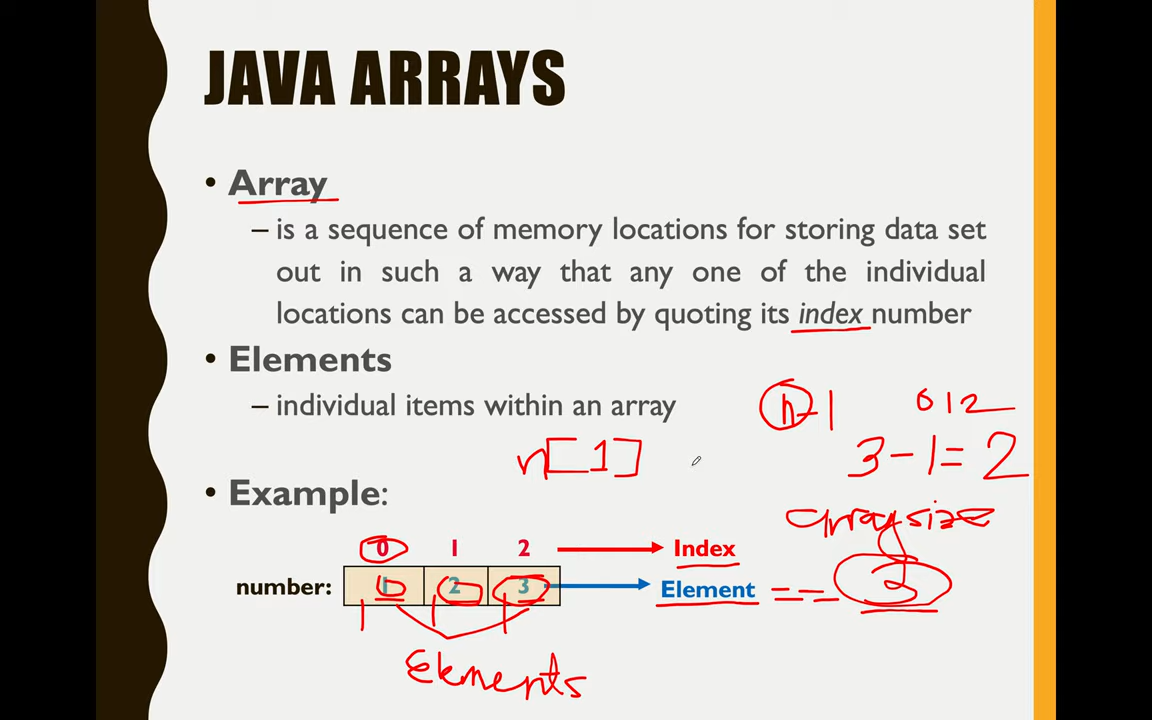 JAVA ARRAYS
• Array
– is a sequence of memory locations for storing data set
out in such a way that any one of the individual
locations can be accessed by quoting its index number
• Elements
– individual items within an array
n-1
0 1 2
n[1]
3-1=2
• Example:
array size
0 1 2 Index
number: 1 2 3 Element == 3
Elements